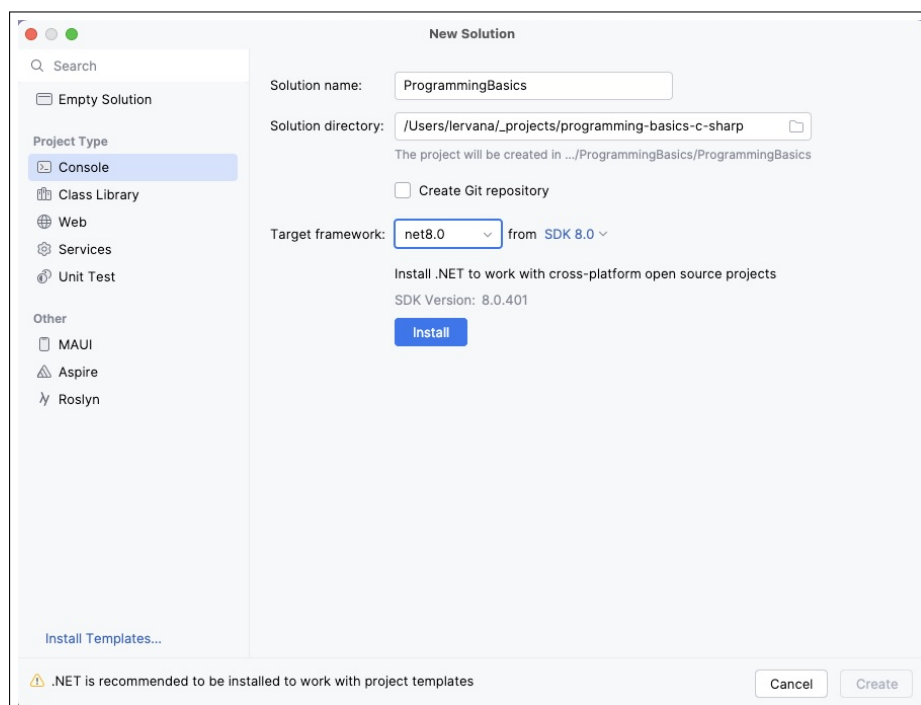 New Solution
Search
Empty Solution
Project Type
Console
Class Library
Web
Services
Unit Test
Other
MAUI
Aspire
Roslyn
Install Templates...
Solution name: ProgrammingBasics
Solution directory: /Users/lervana/_projects/programming-basics-c-sharp
The project will be created in .../ProgrammingBasics/ProgrammingBasics
Create Git repository
Target framework: net8.0 from SDK 8.0
Install .NET to work with cross-platform open source projects
SDK Version: 8.0.401
Install
.NET is recommended to be installed to work with project templates
Cancel Create